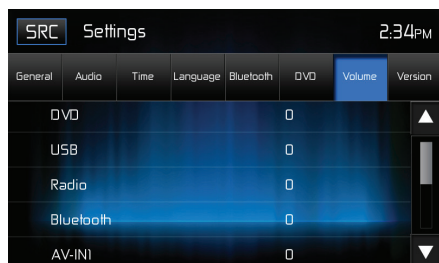 SRC Settings 2:34PM
General Audio Time Language Bluetooth DVD Volume Version
DVD 0
USB 0
Radio 0
Bluetooth 0
AV-IN1 0